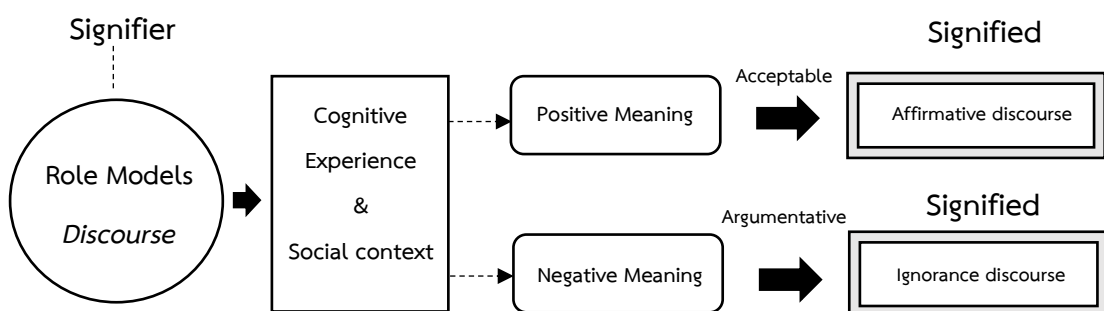 Signifier
Role Models
Discourse
Cognitive
Experience
&
Social context
Positive Meaning
Acceptable
Signified
Affirmative discourse
Negative Meaning
Argumentative
Signified
Ignorance discourse